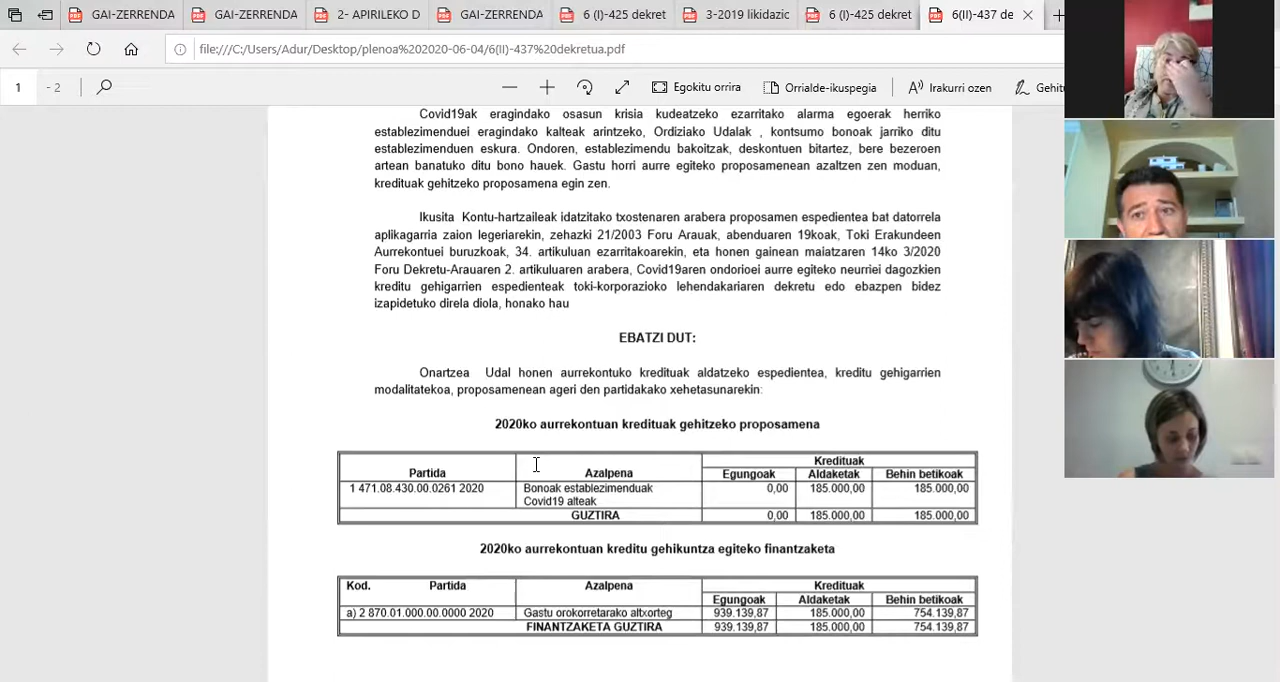 GAI-ZERRENDA
GAI-ZERRENDA
2- APIRILEKO D
GAI-ZERRENDA
6 (I)-425 dekret
3-2019 likidazic
6 (I)-425 dekret
6(II)-437 de
file:///C:/Users/Adur/Desktop/plenoa%202020-06-04/6(II)-437%20dekretua.pdf
1 - 2 Egokitu orrira Orrialde-ikuspegia Irakurri ozen Gehitu
Covid19ak eragindako osasun krisia kudeatzeko ezarritako alarma egoerak herriko
establezimenduei eragindako kalteak arintzeko, Ordiziako Udalak , kontsumo bonoak jarriko ditu
establezimenduen eskura. Ondoren, establezimendu bakoitzak, deskontuen bitartez, bere bezeroen
artean banatuko ditu bono hauek. Gastu horri aurre egiteko proposamenean azaltzen zen moduan,
kredituak gehitzeko proposamena egin zen.
Ikusita Kontu-hartzaileak idatzitako txostenaren arabera proposamen espedientea bat datorrela
aplikagarria zaion legeriarekin, zehazki 21/2003 Foru Arauak, abenduaren 19koak, Toki Erakundeen
Aurrekontuei buruzkoak, 34. artikuluan ezarritakoarekin, eta honen gainean maiatzaren 14ko 3/2020
Foru Dekretu-Arauaren 2. artikuluaren arabera, Covid19aren ondorioei aurre egiteko neurriei dagozkien
kreditu gehigarrien espedienteak toki-korporazioko lehendakariaren dekretu edo ebazpen bidez
izapidetuko direla diola, honako hau
EBATZI DUT:
Onartzea Udal honen aurrekontuko kredituak aldatzeko espedientea, kreditu gehigarrien
modalitatekoa, proposamenean ageri den partidakako xehetasunarekin:
2020ko aurrekontuan kredituak gehitzeko proposamena
Kredituak
Partida Azalpena Egungoak Aldaketak Behin betikoak
1 471.08.430.00.0261 2020 Bonoak establezimenduak 0,00 185.000,00 185.000,00
Covid19 alteak
GUZTIRA 0,00 185.000,00 185.000,00
2020ko aurrekontuan kreditu gehikuntza egiteko finantzaketa
Kod. Partida Azalpena Kredituak
Egungoak Aldaketak Behin betikoak
a) 2 870.01.000.00.0000 2020 Gastu orokorretarako altxorteg 939.139,87 185.000,00 754.139,87
FINANTZAKETA GUZTIRA 939.139,87 185.000,00 754.139,87